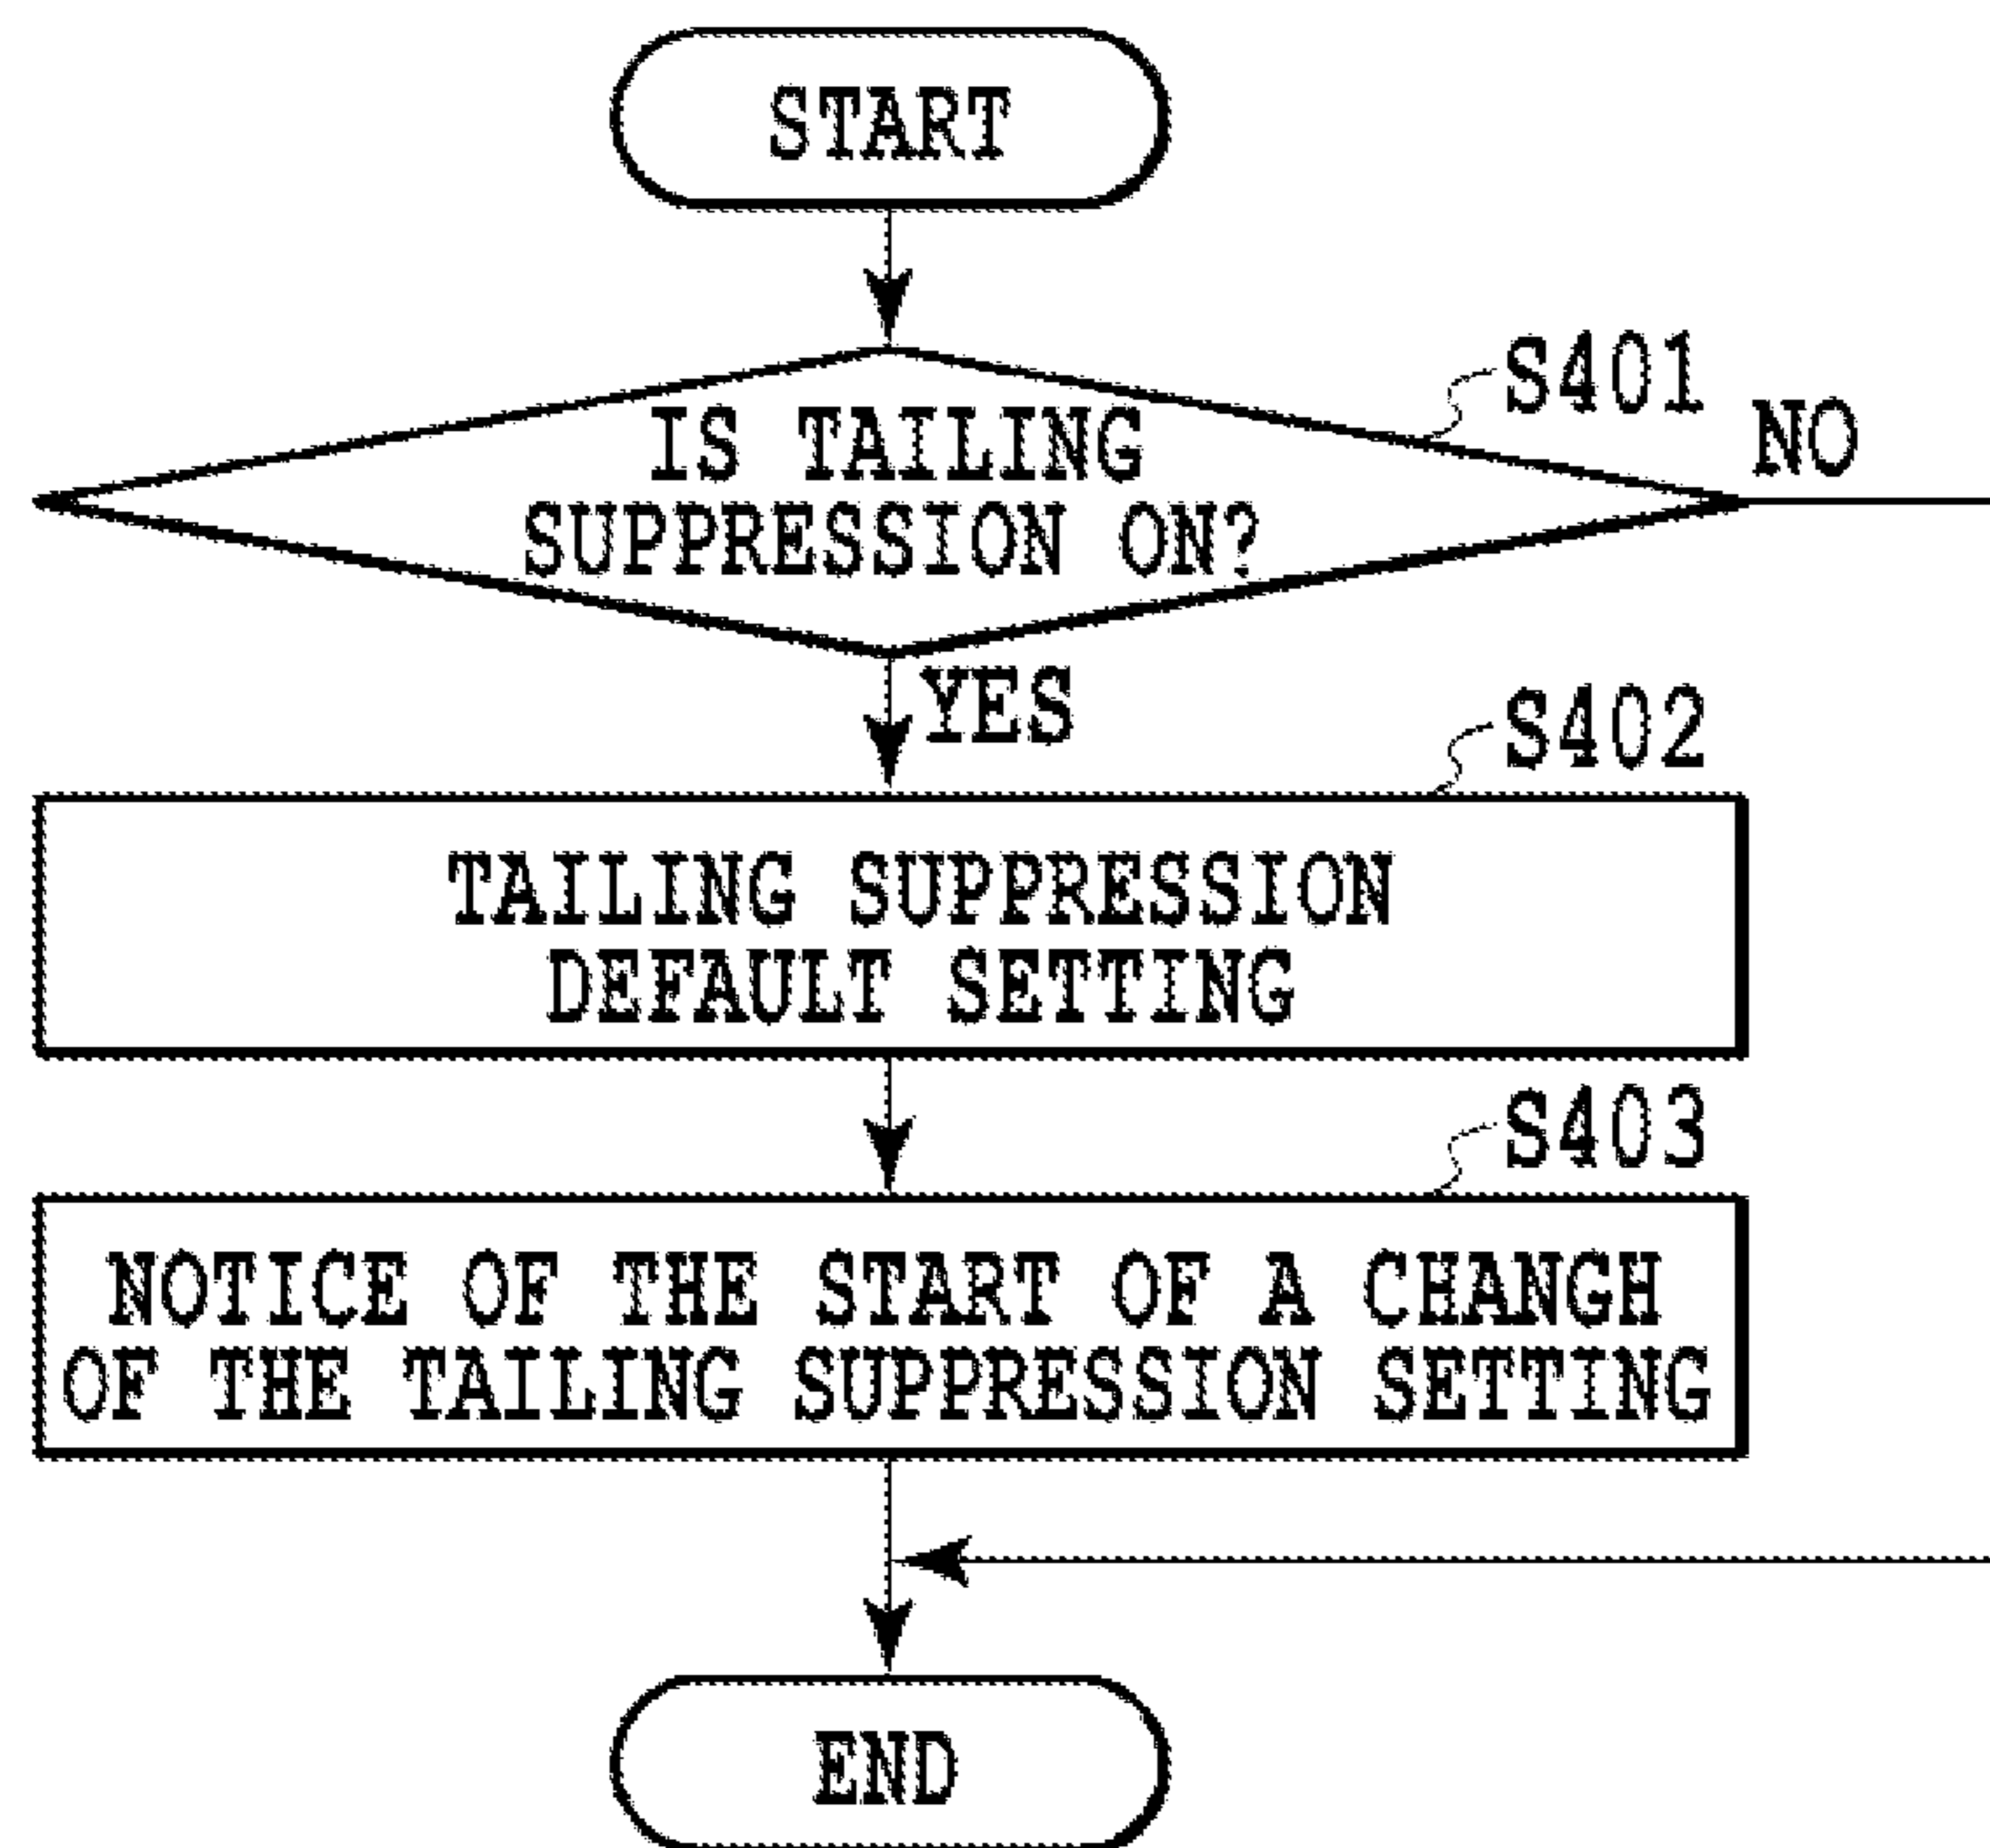 START
S401
IS TAILING
NO
SUPPRESSION ON?
YES
S402
TAILING SUPPRESSION
DEFAULT SETTING
S403
NOTICE OF THE START OF A CHANGH
OF THE TAILING SUPPRESSION SETTING
END